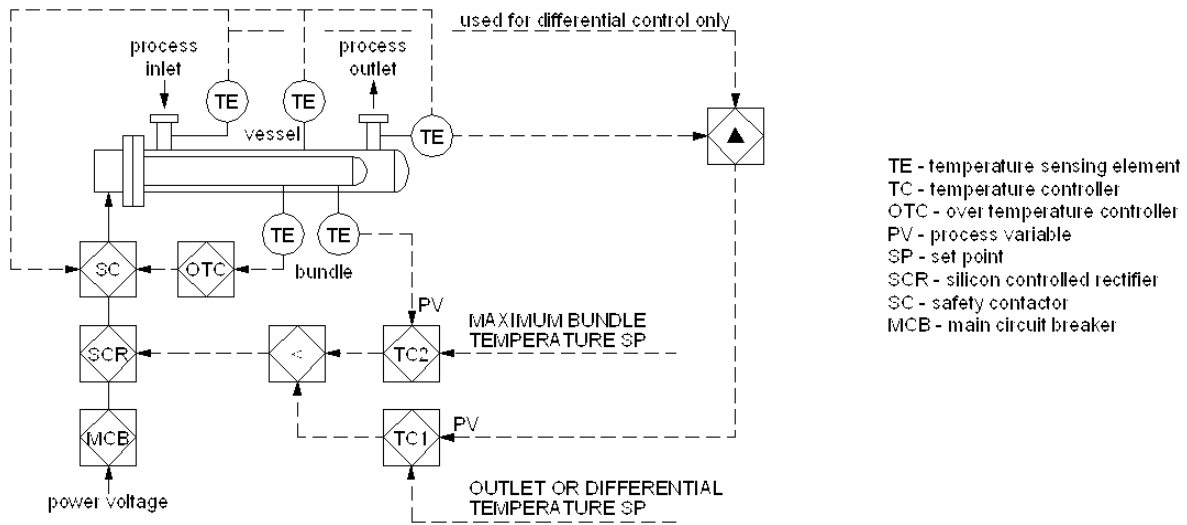 used for differential control only
process
inlet
process
outlet
TE
TE
TE
vessel
▲
TE
TE
bundle
SC
OTC
PV
MAXIMUM BUNDLE
TEMPERATURE SP
SCR
<
TC2
PV
MCB
TC1
power voltage
OUTLET OR DIFFERENTIAL
TEMPERATURE SP
TE - temperature sensing element
TC - temperature controller
OTC - over temperature controller
PV - process variable
SP - set point
SCR - silicon controlled rectifier
SC - safety contactor
MCB - main circuit breaker